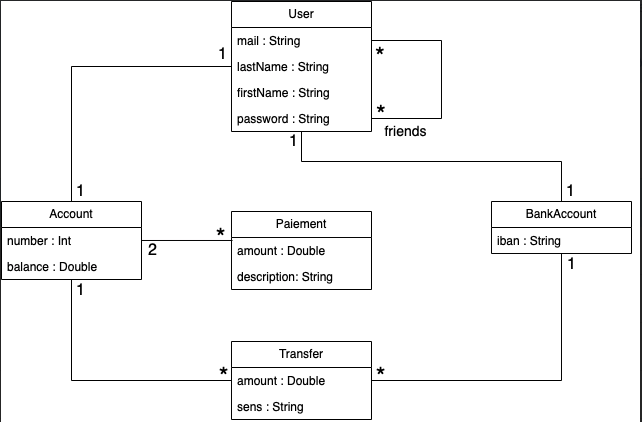 User
mail : String
lastName : String
firstName : String
password : String
1
*
*
friends
1
1
1
Account
number : Int
balance : Double
2
*
1
Paiement
amount : Double
description: String
BankAccount
iban : String
1
Transfer
amount : Double
sens : String
*
*